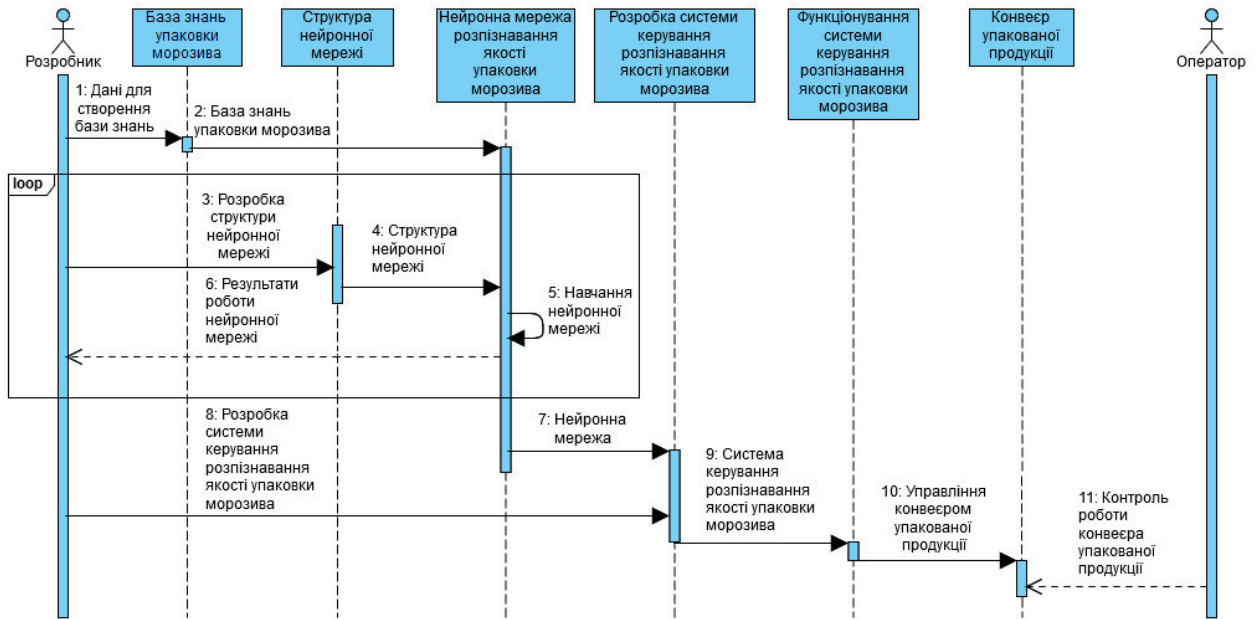 Розробник
База знань
упаковки
морозива
Структура
нейронної
мережі
Нейронна мережа
розпізнавання
якості
упаковки
морозива
Розробка системи
керування
розпізнавання
якості упаковки
морозива
Функціонування
системи
керування
розпізнавання
якості упаковки
морозива
Конвеєр
упакованої
продукції
Оператор
1: Дані для
створення
бази знань
2: База знань
упаковки морозива
loop
3: Розробка
структури
нейронної
мережі
4: Структура
нейронної
мережі
5: Навчання
нейронної
мережі
6: Результати
роботи
нейронної
мережі
7: Нейронна
мережа
8: Розробка
системи
керування
розпізнавання
якості упаковки
морозива
9: Система
керування
розпізнавання
якості упаковки
морозива
10: Управління
конвеєром
упакованої
продукції
11: Контроль
роботи
конвеєра
упакованої
продукції